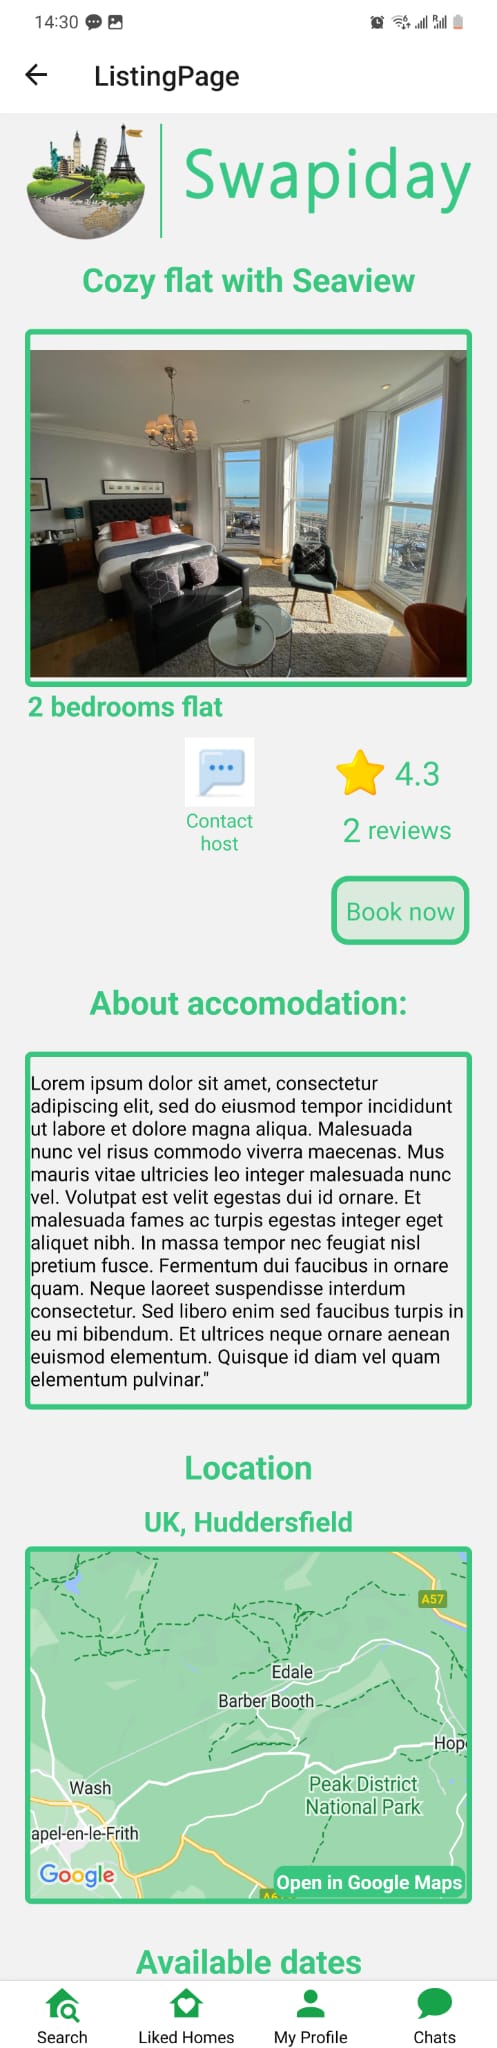 14:30
ListingPage
Swapiday
Cozy flat with Seaview
2 bedrooms flat
Contact
host
4.3
2 reviews
Book now
About accomodation:
Lorem ipsum dolor sit amet, consectetur
adipiscing elit, sed do eiusmod tempor incididunt
ut labore et dolore magna aliqua. Malesuada
nunc vel risus commodo viverra maecenas. Mus
mauris vitae ultricies leo integer malesuada nunc
vel. Volutpat est velit egestas dui id ornare. Et
malesuada fames ac turpis egestas integer eget
aliquet nibh. In massa tempor nec feugiat nisl
pretium fusce. Fermentum dui faucibus in ornare
quam. Neque laoreet suspendisse interdum
consectetur. Sed libero enim sed faucibus turpis in
eu mi bibendum. Et ultrices neque ornare aenean
euismod elementum. Quisque id diam vel quam
elementum pulvinar."
Location
UK, Huddersfield
A57
Edale
Barber Booth
Hope
Wash
Peak District
National Park
apel-en-le-Frith
Google
A6
Open in Google Maps
Available dates
Search
Liked Homes
My Profile
Chats